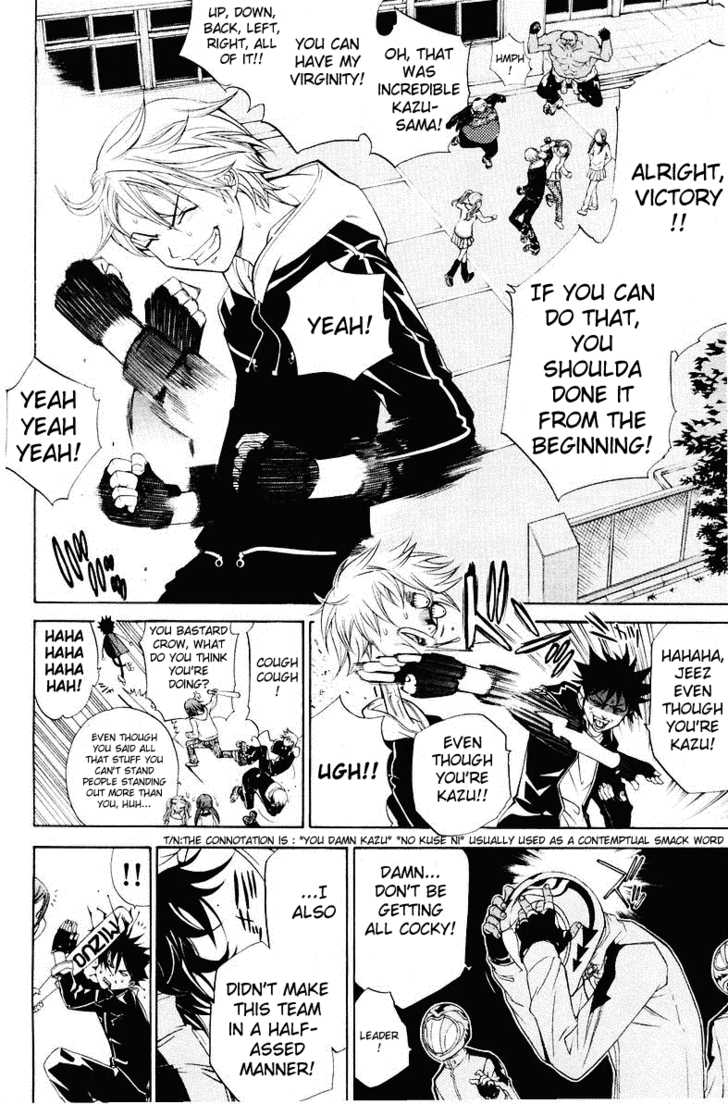 ALRIGHT,
VICTORY
!!
HMPH
!
OH, THAT
WAS
INCREDIBLE
KAZU-
SAMA!
YOU CAN
HAVE MY
VIRGINITY!
UP, DOWN,
BACK, LEFT,
RIGHT, ALL
OF IT!!
IF YOU CAN
DO THAT,
YOU
SHOULDA
DONE IT
FROM THE
BEGINNING!
YEAH!
YEAH
YEAH
YEAH!
HAHAHA,
JEEZ
EVEN
THOUGH
YOU'RE
KAZU!
EVEN
THOUGH
YOU'RE
KAZU!!
UGH!!
COUGH
COUGH
!
YOU BASTARD
CROW, WHAT
DO YOU THINK
YOU'RE
DOING?
HAHA
HAHA
HAHA
HAH!
EVEN THOUGH
YOU SAID ALL
THAT STUFF YOU
CAN'T STAND
PEOPLE STANDING
OUT MORE THAN
YOU, HUH...
T/N:THE CONNOTATION IS : "YOU DAMN KAZU" "NO KUSE NI" USUALLY USED AS A CONTEMPTUAL SMACK WORD
DAMN...
DON'T BE
GETTING
ALL COCKY!
LEADER
!
...I
ALSO
DIDN'T MAKE
THIS TEAM
IN A HALF-
ASSED
MANNER!
!!
MIZUO